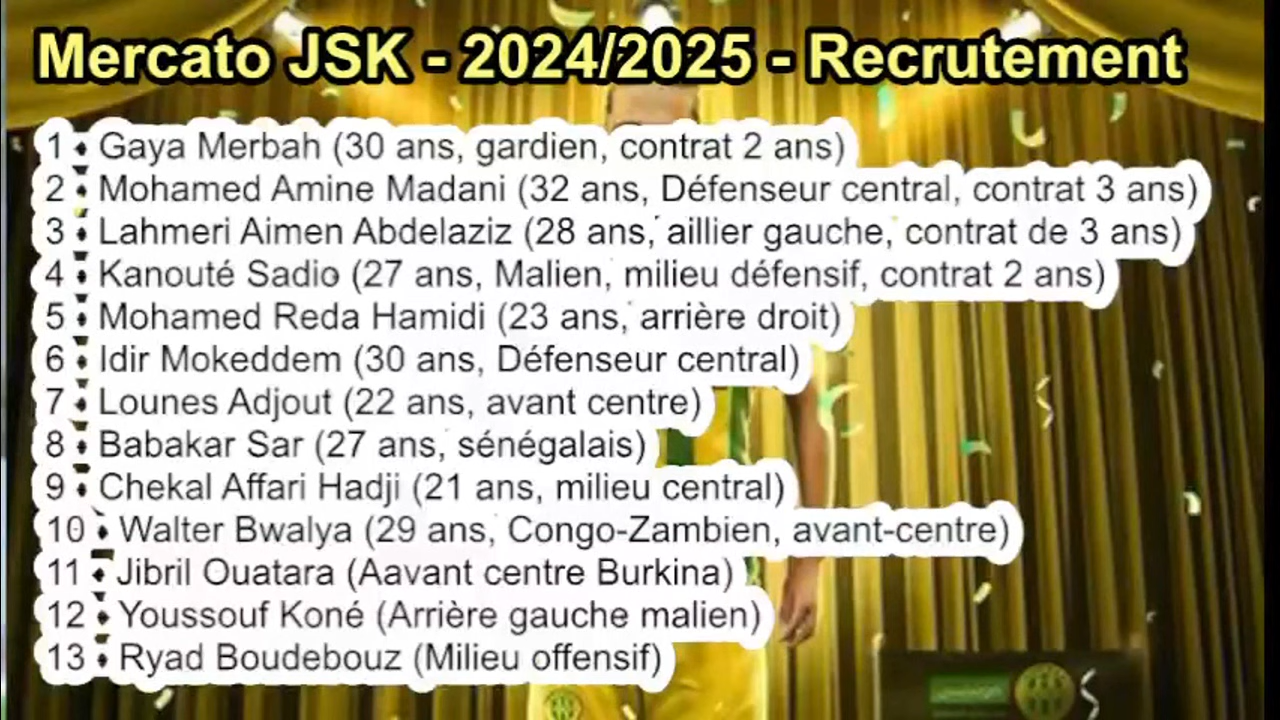 Mercato JSK - 2024/2025 - Recrutement
1 • Gaya Merbah (30 ans, gardien, contrat 2 ans)
2 • Mohamed Amine Madani (32 ans, Défenseur central, contrat 3 ans)
3 • Lahmeri Aimen Abdelaziz (28 ans, aillier gauche, contrat de 3 ans)
4 • Kanouté Sadio (27 ans, Malien, milieu défensif, contrat 2 ans)
5 • Mohamed Reda Hamidi (23 ans, arrière droit)
6 • Idir Mokeddem (30 ans, Défenseur central)
7 • Lounes Adjout (22 ans, avant centre)
8 • Babakar Sar (27 ans, sénégalais)
9 • Chekal Affari Hadji (21 ans, milieu central)
10 • Walter Bwalya (29 ans, Congo-Zambien, avant-centre)
11 • Jibril Ouatara (Aavant centre Burkina)
12 • Youssouf Koné (Arrière gauche malien)
13 • Ryad Boudebouz (Milieu offensif)